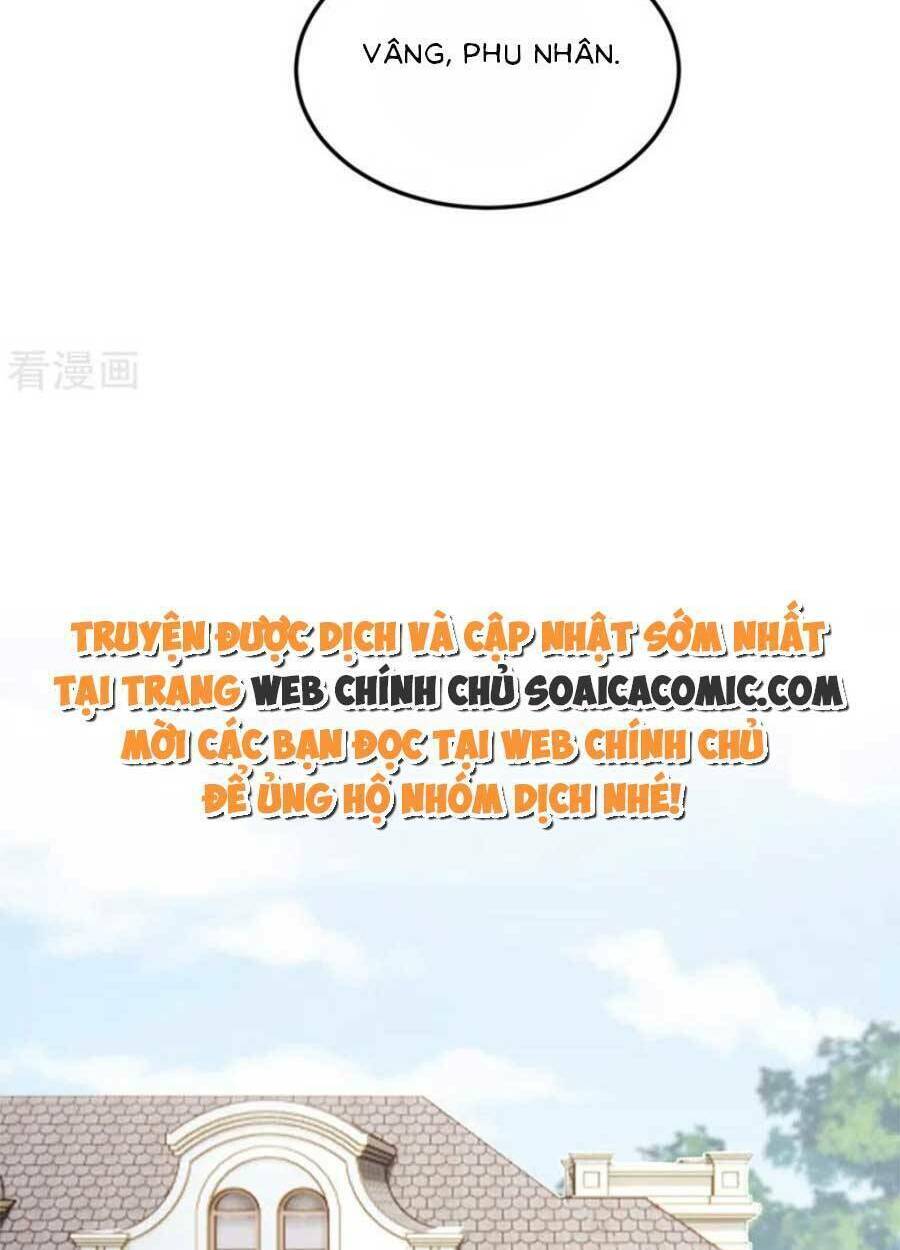 VÂNG, PHU NHÂN.
看漫画
TRUYỆN ĐƯỢC DỊCH VÀ CẬP NHẬT SỚM NHẤT
TẠI TRANG WEB CHÍNH CHỦ SOAICACOMIC.COM
MỜI CÁC BẠN ĐỌC TẠI WEB CHÍNH CHỦ
ĐỂ ỦNG HỘ NHÓM DỊCH NHÉ!